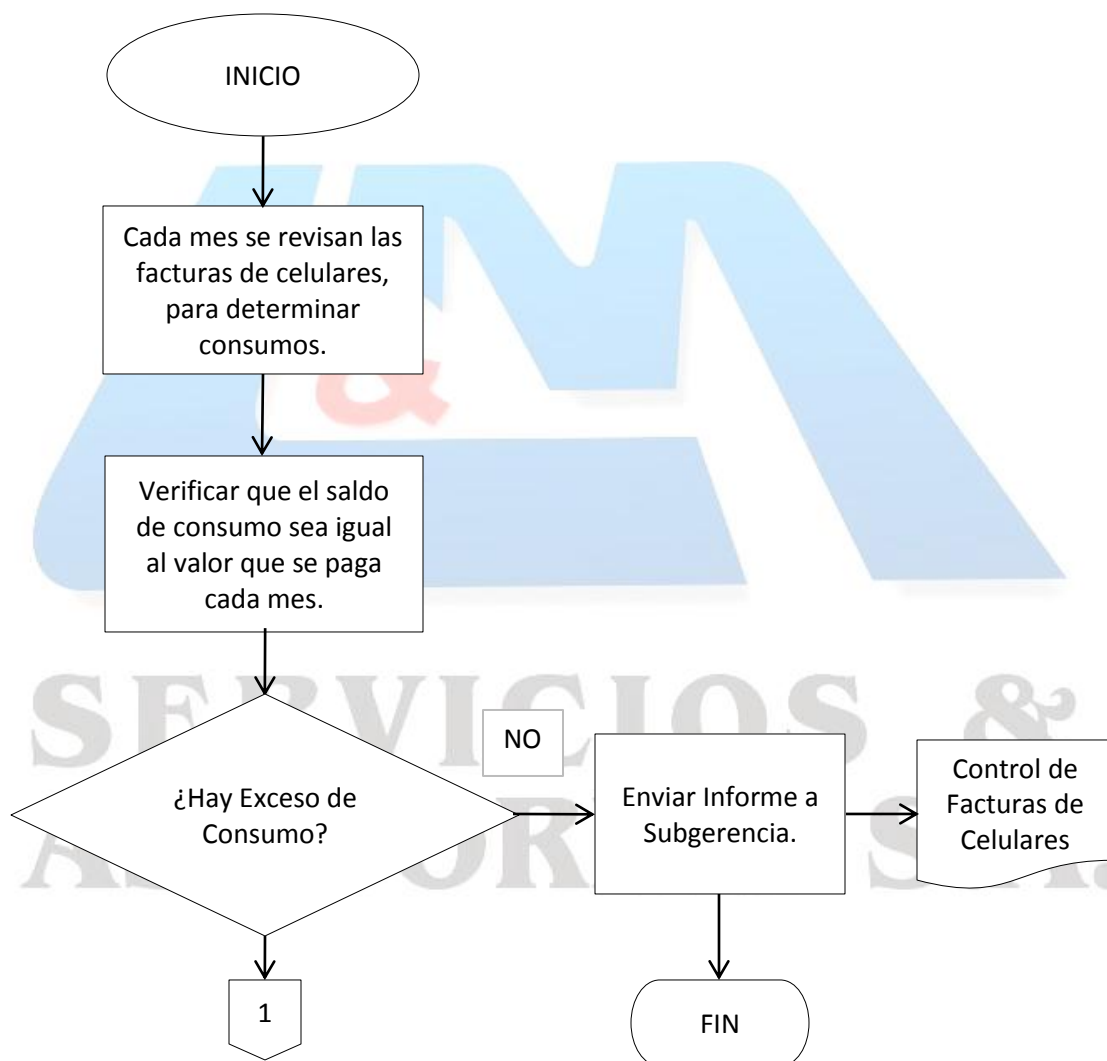 INICIO
Cada mes se revisan las
facturas de celulares,
para determinar
consumos.
Verificar que el saldo
de consumo sea igual
al valor que se paga
cada mes.
¿Hay Exceso de
Consumo?
NO
Enviar Informe a
Subgerencia.
Control de
Facturas de
Celulares
1
FIN
&
SERVICIOS &